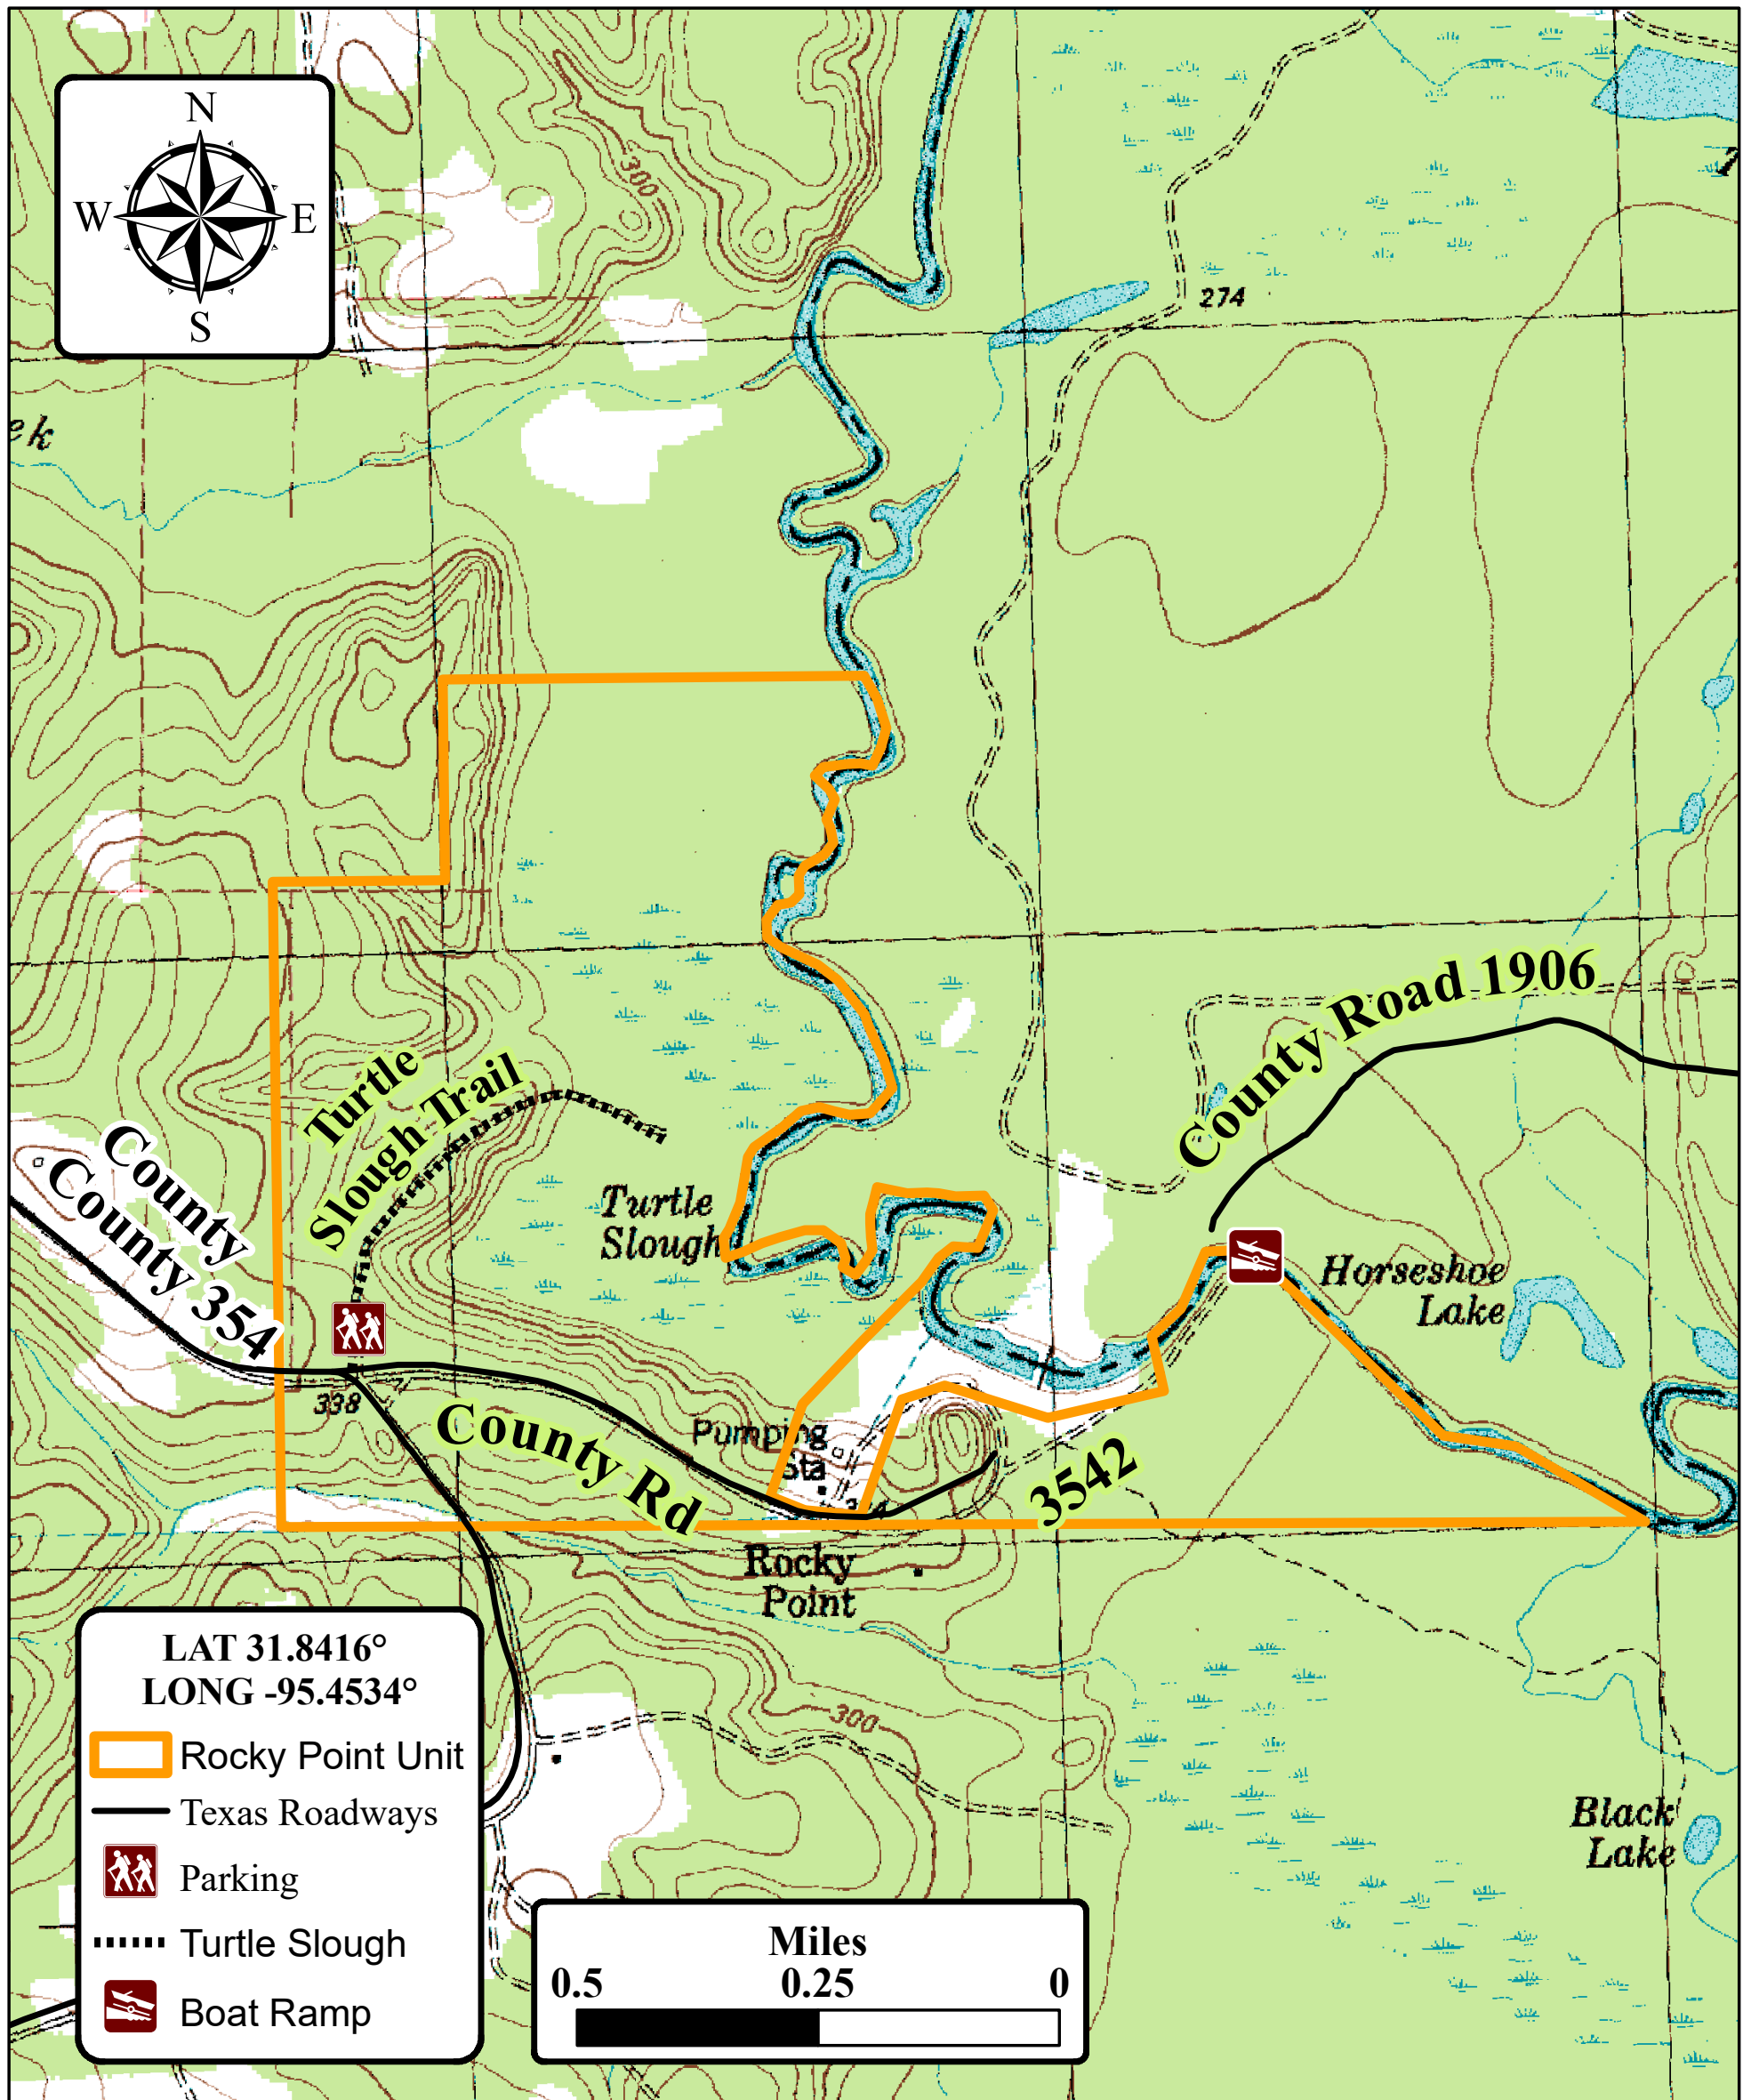 N
W
E
S
300
274
ek
County Road 1906
Turtle
Slough Trail
County
County 354
Turtle
Slough
Horseshoe
Lake
338
County Rd
3542
Pumping
Sta
Rocky
Point
LAT 31.8416°
LONG -95.4534°
Rocky Point Unit
Texas Roadways
Parking
Turtle Slough
Boat Ramp
300
Black
Lake
Miles
0.5 0.25 0